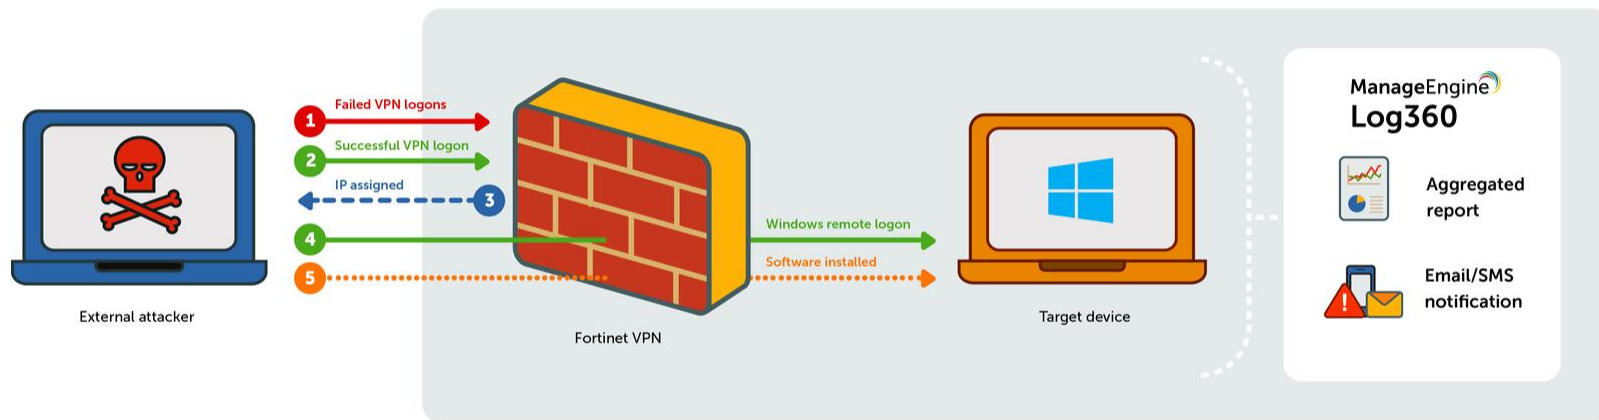 Failed VPN logons
1
Successful VPN logon
2
IP assigned
3
4
Windows remote logon
5
Software installed
External attacker
Fortinet VPN
Target device
ManageEngine
Log360
Aggregated
report
Email/SMS
notification
!